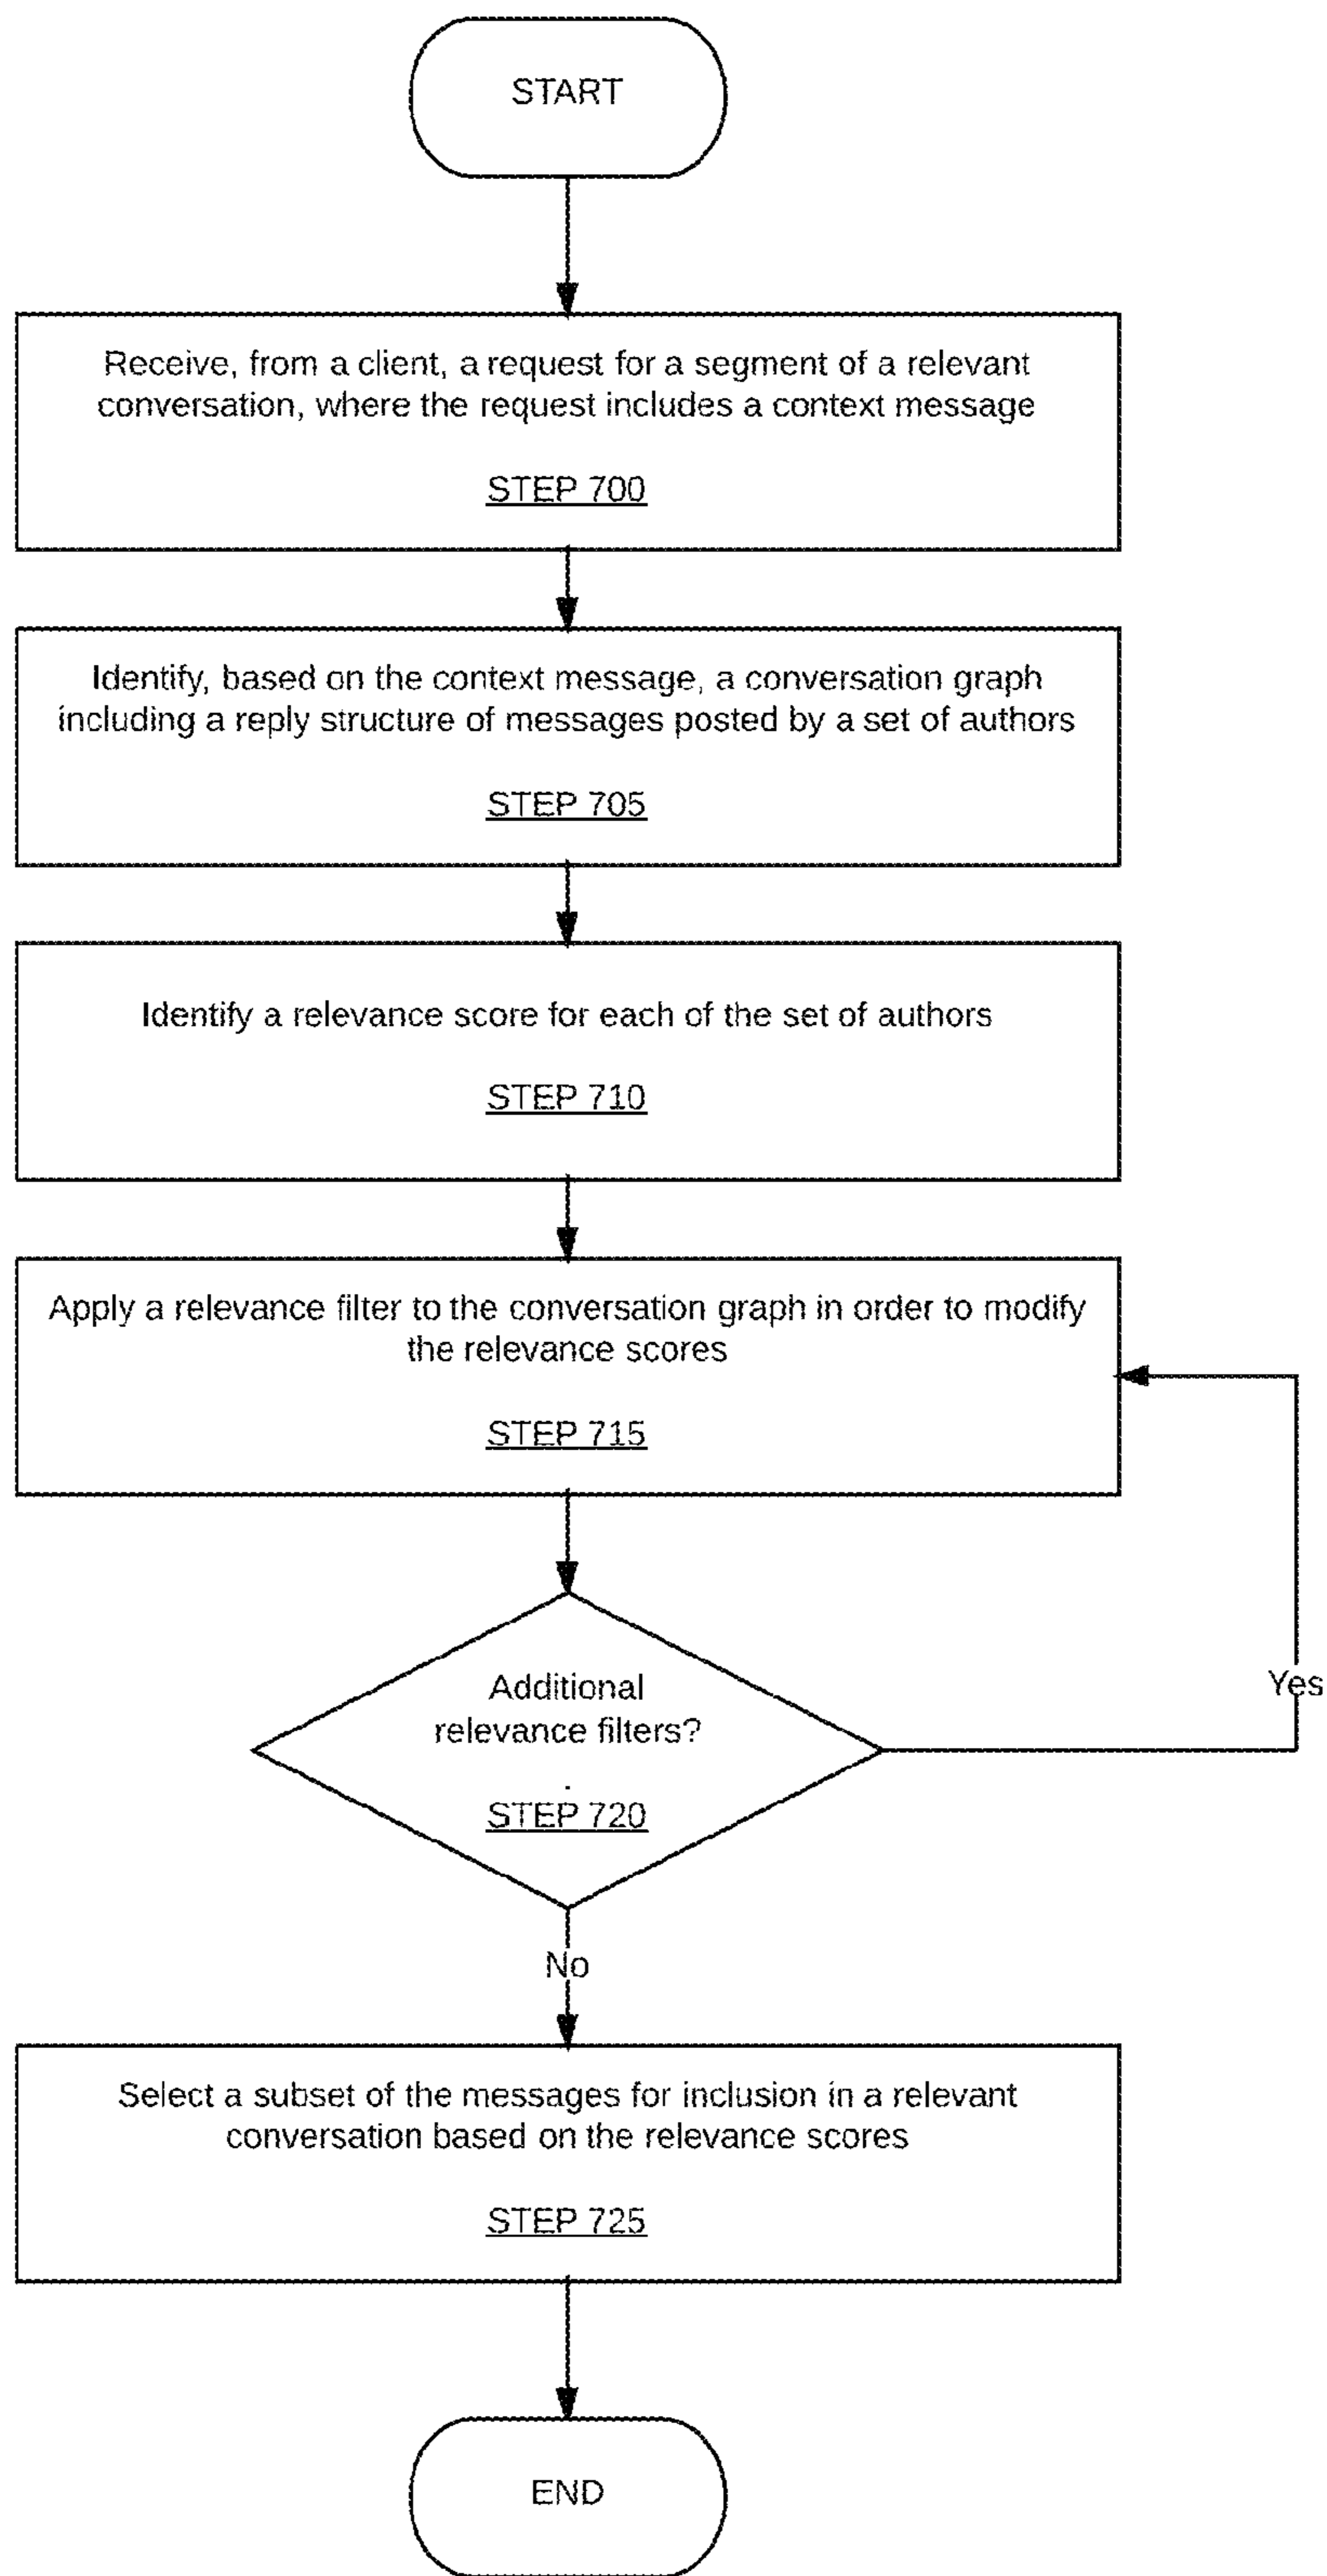 START
Receive, from a client, a request for a segment of a relevant
conversation, where the request includes a context message
STEP 700
Identify, based on the context message, a conversation graph
including a reply structure of messages posted by a set of authors
STEP 705
Identify a relevance score for each of the set of authors
STEP 710
Apply a relevance filter to the conversation graph in order to modify
the relevance scores
STEP 715
Additional
relevance filters?
.
STEP 720
Yes
No
Select a subset of the messages for inclusion in a relevant
conversation based on the relevance scores
STEP 725
END